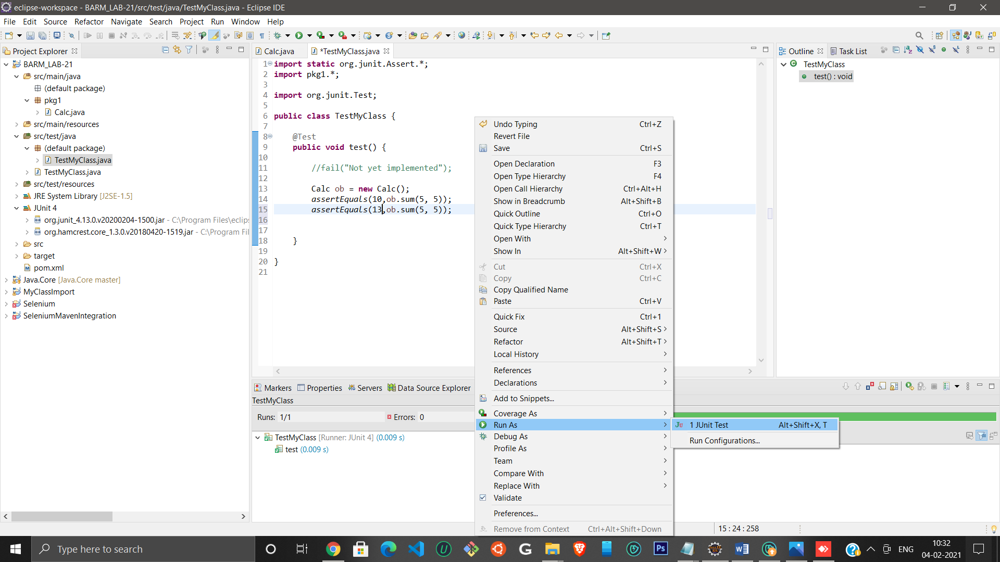 eclipse-workspace - BARM_LAB-21/src/test/java/TestMyClass.java - Eclipse IDE
File Edit Source Refactor Navigate Search Project Run Window Help
Project Explorer
BARM_LAB-21
src/main/java
(default package)
pkg1
Calc.java
src/main/resources
src/test/java
(default package)
TestMyClass.java
TestMyClass.java
src/test/resources
JRE System Library [J2SE-1.5]
JUnit 4
org.junit_4.13.0.v20200204-1500.jar - C:\Program Files\eclip
org.hamcrest.core_1.3.0.v20180420-1519.jar - C:\Program Fil
src
target
pom.xml
Java.Core [Java.Core master]
MyClassImport
Selenium
SeleniumMavenIntegration
Calc.java *TestMyClass.java
1 import static org.junit.Assert.*;
2 import pkg1.*;
3
4 import org.junit.Test;
5
6 public class TestMyClass {
7
8 @Test
9 public void test() {
10
11 //fail("Not yet implemented");
12
13 Calc ob = new Calc();
14 assertEquals(10,ob.sum(5, 5));
15 assertEquals(13,ob.sum(5, 5));
16
17
18 }
19
20 }
21
Undo Typing Ctrl+Z
Revert File
Save Ctrl+S
Open Declaration F3
Open Type Hierarchy F4
Open Call Hierarchy Ctrl+Alt+H
Show in Breadcrumb Alt+Shift+B
Quick Outline Ctrl+O
Quick Type Hierarchy Ctrl+T
Open With
Show In Alt+Shift+W
Cut Ctrl+X
Copy Ctrl+C
Copy Qualified Name
Paste Ctrl+V
Quick Fix Ctrl+1
Source Alt+Shift+S
Refactor Alt+Shift+T
Local History
References
Declarations
Add to Snippets...
Coverage As
Run As
Debug As
Profile As
Team
Compare With
Replace With
Validate
Preferences...
Remove from Context Ctrl+Alt+Shift+Down
1 JUnit Test Alt+Shift+X, T
Run Configurations...
Outline Task List
TestMyClass
test() : void
Markers Properties Servers Data Source Explorer
TestMyClass
Runs: 1/1 Errors: 0
TestMyClass [Runner: JUnit 4] (0.009 s)
test (0.009 s)
15 : 24 : 258
Type here to search
ENG
10:32
04-02-2021